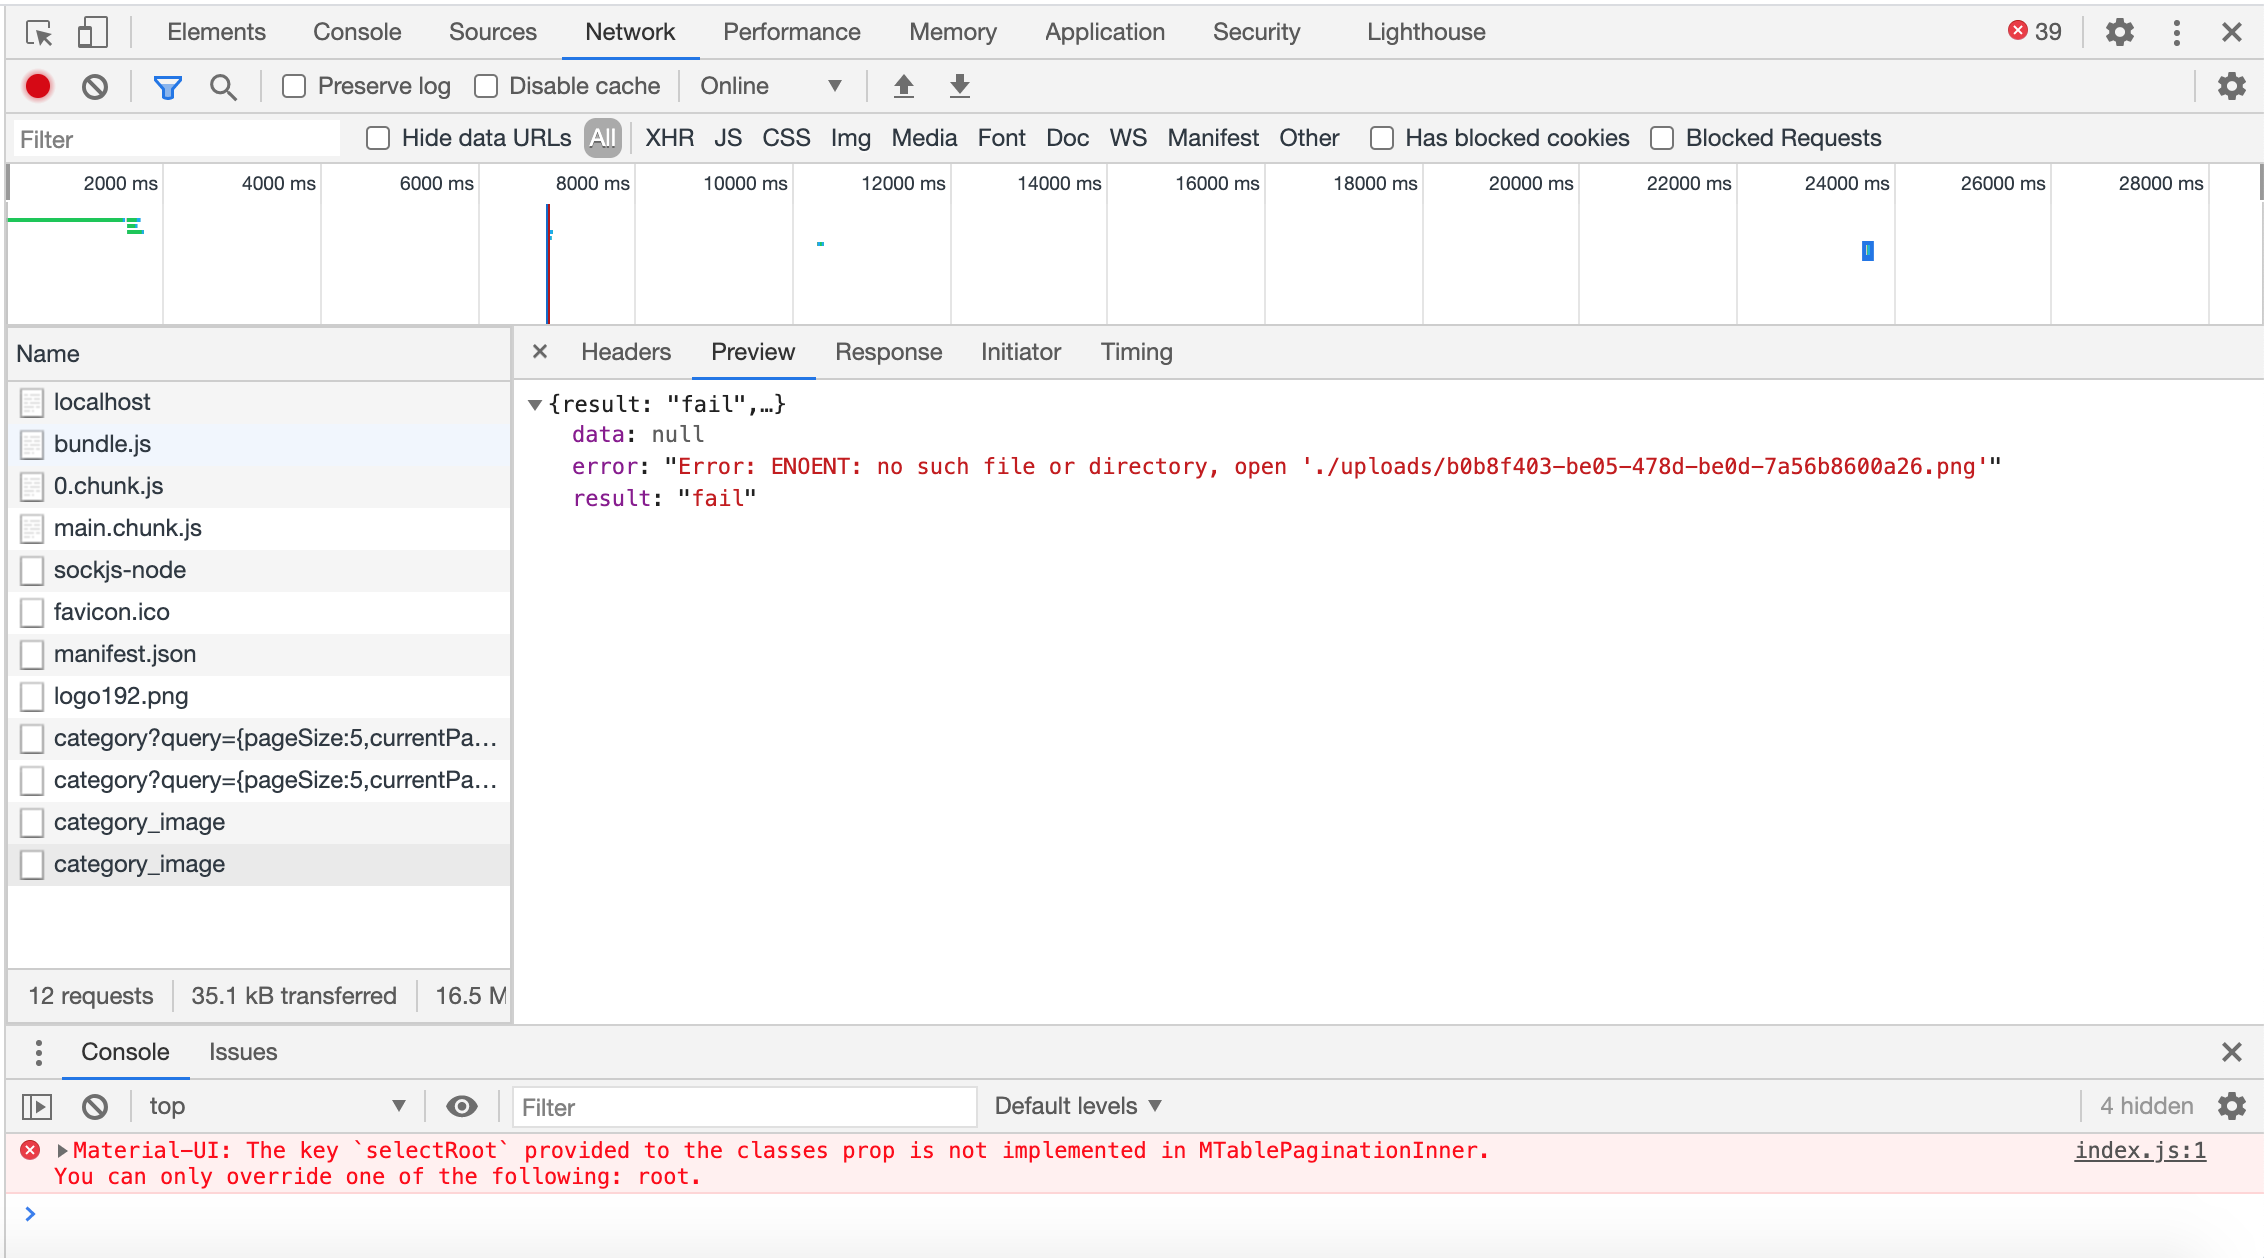 Elements Console Sources Network Performance Memory Application Security Lighthouse 39
Preserve log Disable cache Online
Filter Hide data URLs All XHR JS CSS Img Media Font Doc WS Manifest Other Has blocked cookies Blocked Requests
2000 ms 4000 ms 6000 ms 8000 ms 10000 ms 12000 ms 14000 ms 16000 ms 18000 ms 20000 ms 22000 ms 24000 ms 26000 ms 28000 ms
Name
localhost
bundle.js
0.chunk.js
main.chunk.js
sockjs-node
favicon.ico
manifest.json
logo192.png
category?query={pageSize:5,currentPa…
category?query={pageSize:5,currentPa…
category_image
category_image
12 requests 35.1 kB transferred 16.5 M
Headers Preview Response Initiator Timing
{result: "fail",…}
data: null
error: "Error: ENOENT: no such file or directory, open './uploads/b0b8f403-be05-478d-be0d-7a56b8600a26.png'"
result: "fail"
Console Issues
top Filter Default levels 4 hidden
Material-UI: The key `selectRoot` provided to the classes prop is not implemented in MTablePaginationInner. index.js:1
You can only override one of the following: root.